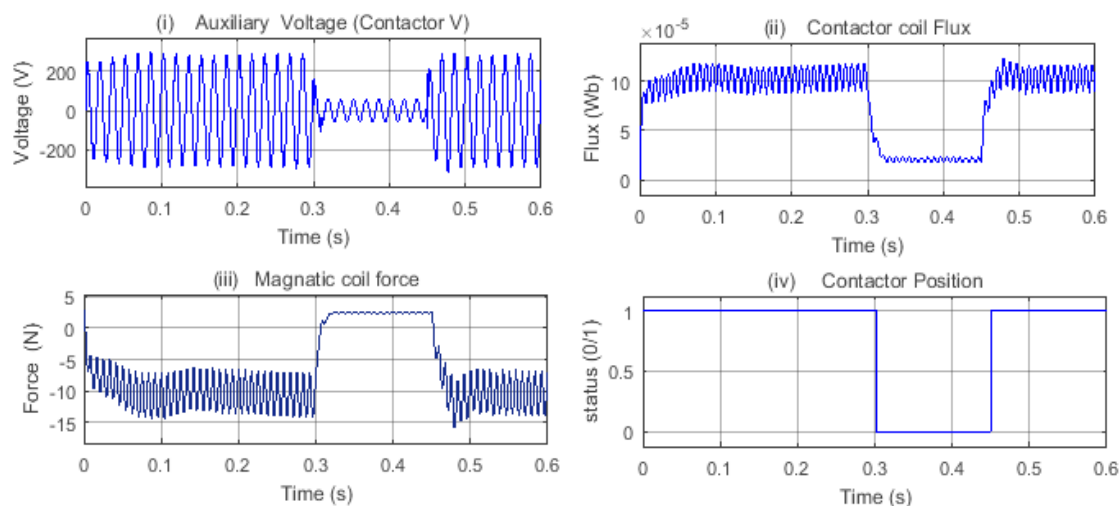 (i) Auxiliary Voltage (Contactor V)
Voltage (V)
200
0
-200
0 0.1 0.2 0.3 0.4 0.5 0.6
Time (s)
×10⁻⁵
(ii) Contactor coil Flux
Flux (Wb)
10
5
0
0 0.1 0.2 0.3 0.4 0.5 0.6
Time (s)
(iii) Magnetic coil force
Force (N)
5
0
-5
-10
-15
0 0.1 0.2 0.3 0.4 0.5 0.6
Time (s)
(iv) Contactor Position
status (0/1)
1
0.5
0
0 0.1 0.2 0.3 0.4 0.5 0.6
Time (s)